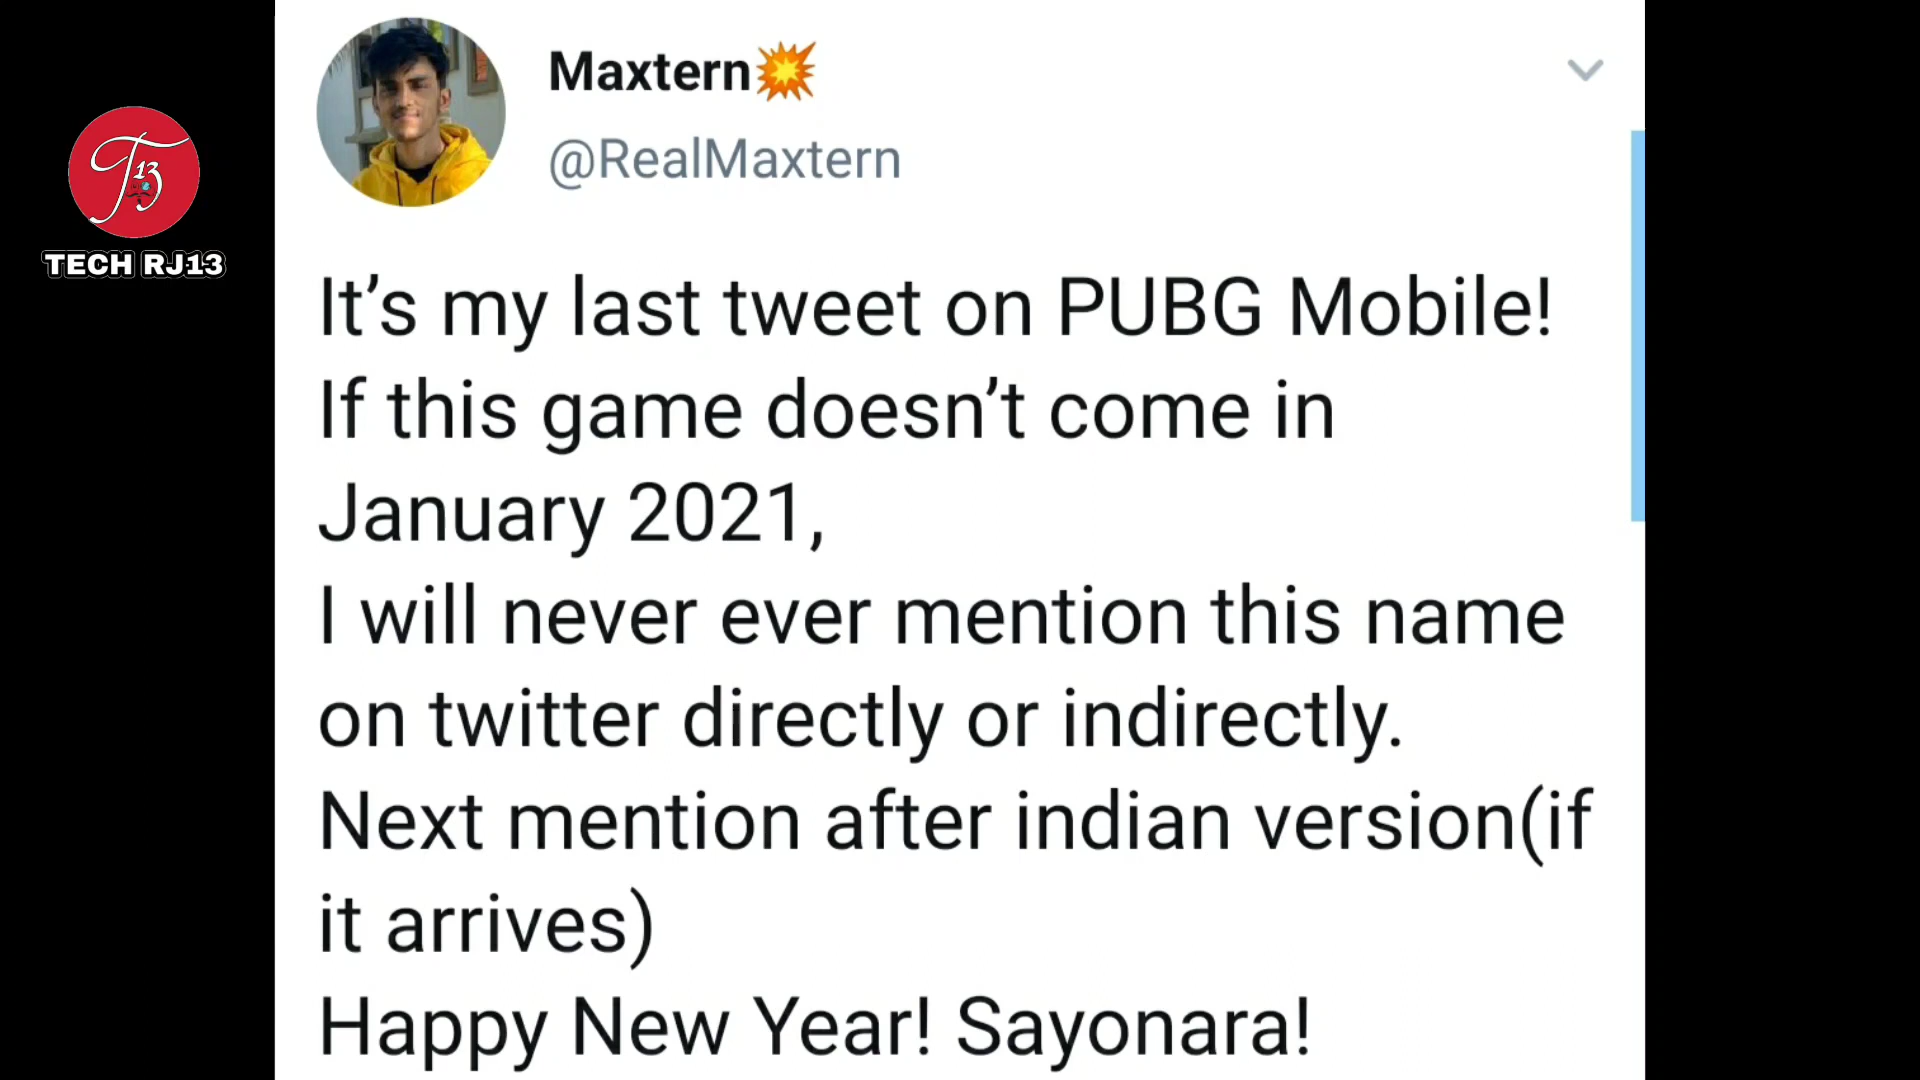 Maxtern💥
@RealMaxtern
T13
TECH RJ13
It’s my last tweet on PUBG Mobile!
If this game doesn’t come in
January 2021,
I will never ever mention this name
on twitter directly or indirectly.
Next mention after indian version(if
it arrives)
Happy New Year! Sayonara!